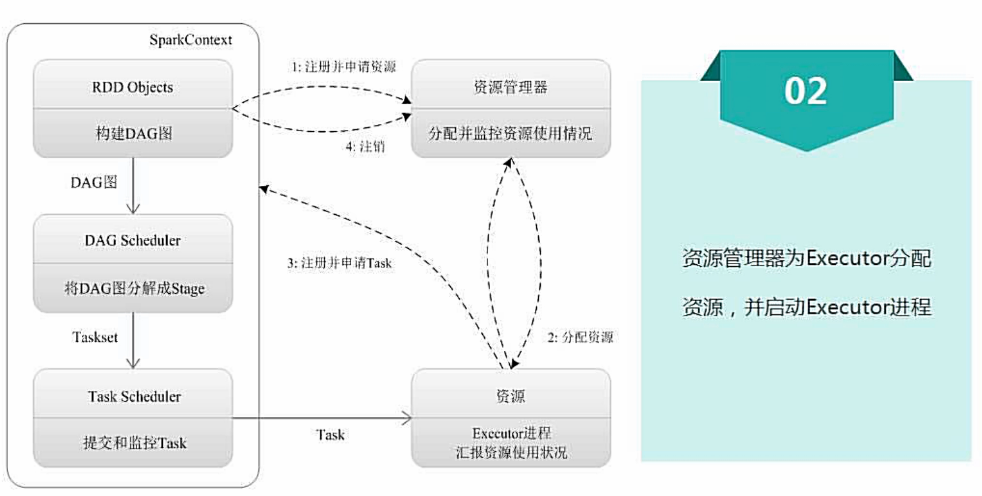 SparkContext
RDD Objects
构建DAG图
1: 注册并申请资源
4: 注销
资源管理器
分配并监控资源使用情况
DAG图
DAG Scheduler
将DAG图分解成Stage
3: 注册并申请Task
2: 分配资源
Taskset
Task Scheduler
提交和监控Task
Task
资源
Executor进程
汇报资源使用状况
02
资源管理器为Executor分配
资源，并启动Executor进程